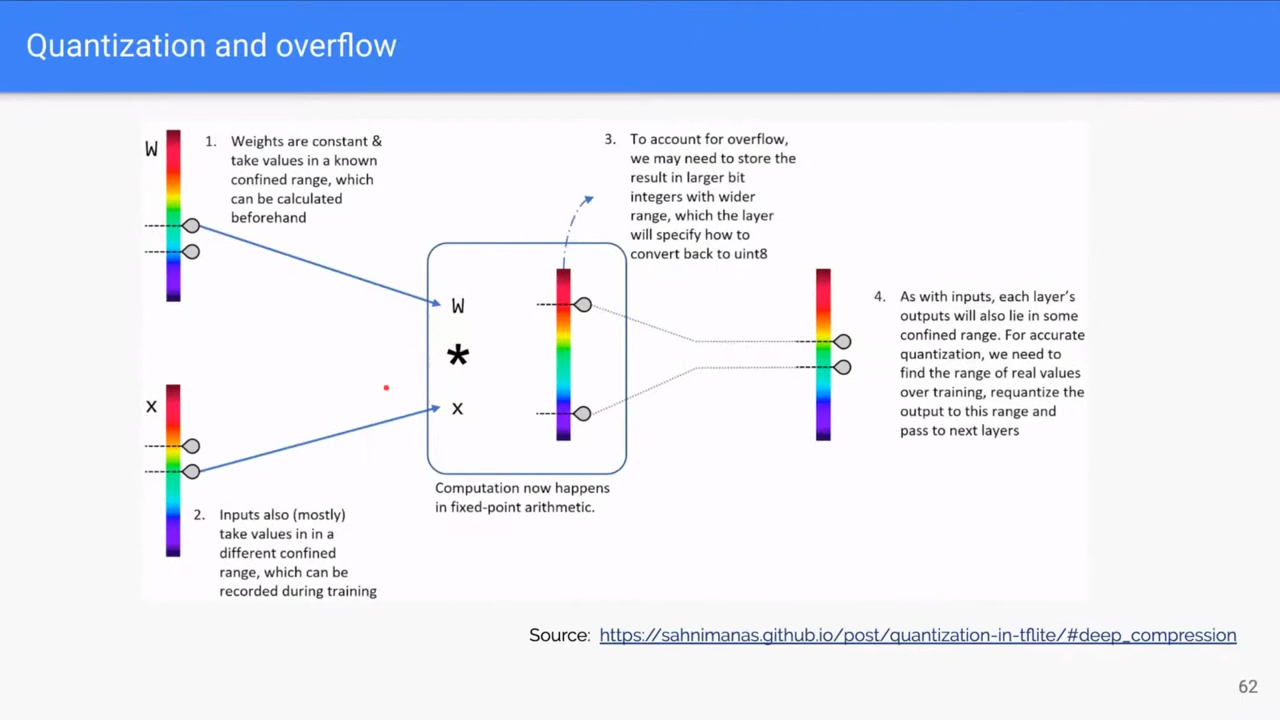 Quantization and overflow
W
1. Weights are constant &
take values in a known
confined range, which
can be calculated
beforehand
x
2. Inputs also (mostly)
take values in in a
different confined
range, which can be
recorded during training
W
*
x
Computation now happens
in fixed-point arithmetic.
3. To account for overflow,
we may need to store the
result in larger bit
integers with wider
range, which the layer
will specify how to
convert back to uint8
4. As with inputs, each layer’s
outputs will also lie in some
confined range. For accurate
quantization, we need to
find the range of real values
over training, requantize the
output to this range and
pass to next layers
Source: https://sahnimanas.github.io/post/quantization-in-tflite/#deep_compression
62